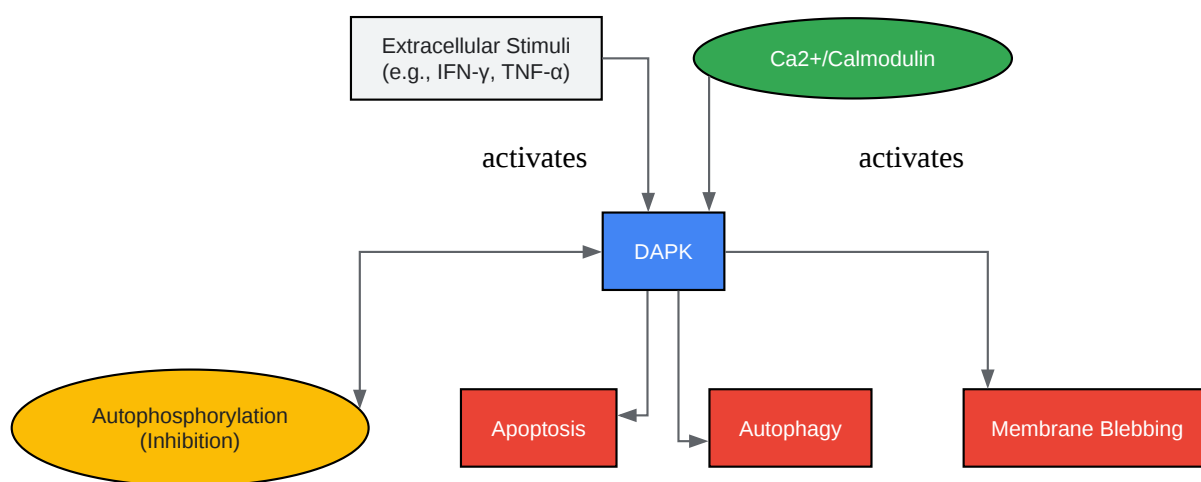 Extracellular Stimuli
(e.g., IFN-γ, TNF-α)
Ca2+/Calmodulin
activates
activates
DAPK
Autophosphorylation
(Inhibition)
Apoptosis
Autophagy
Membrane Blebbing